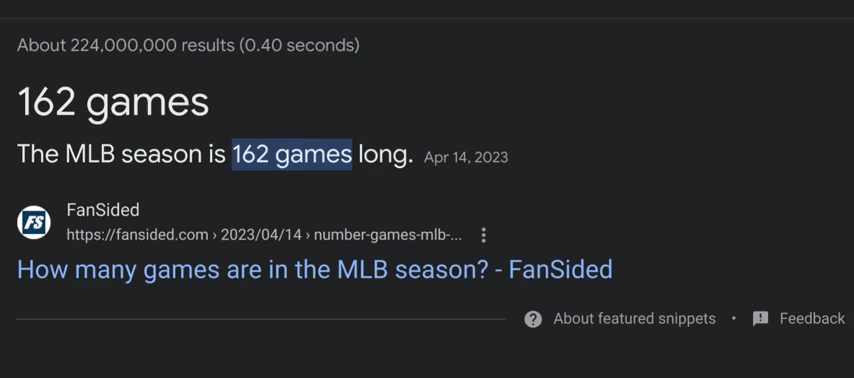 About 224,000,000 results (0.40 seconds)
162 games
The MLB season is 162 games long. Apr 14, 2023
FS
FanSided
https://fansided.com › 2023/04/14 › number-games-mlb-...
How many games are in the MLB season? - FanSided
About featured snippets • Feedback